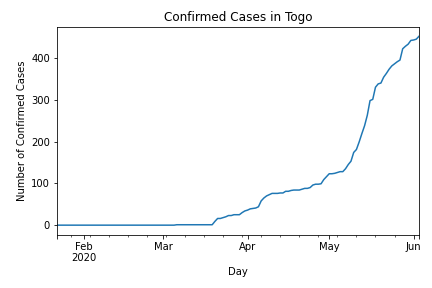 Confirmed Cases in Togo
Number of Confirmed Cases
400
300
200
100
0
Feb
2020
Mar
Apr
May
Jun
Day